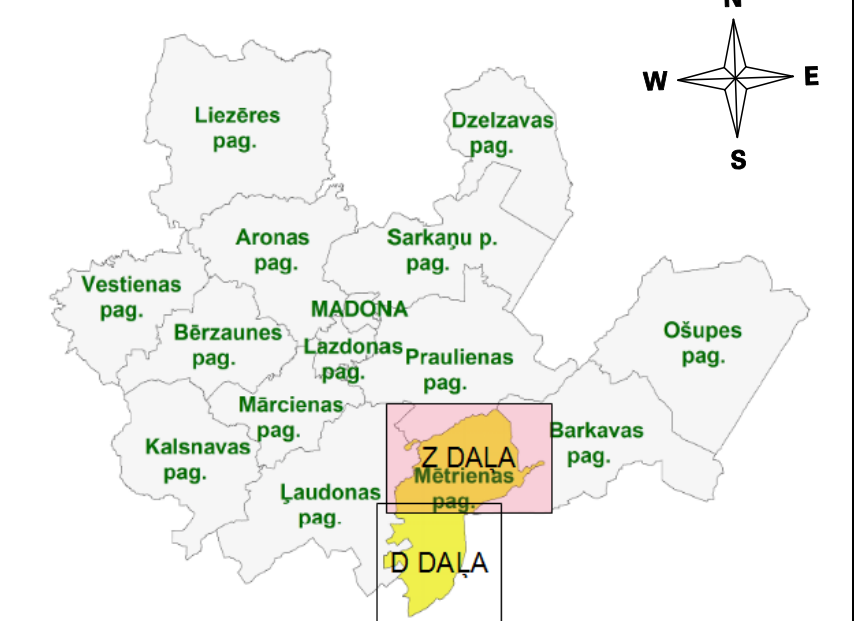 N
W
E
S
Liezēres
pag.
Dzelzavas
pag.
Aronas
pag.
Sarkaņu p.
pag.
Vestienas
pag.
MADONA
Bērzaunes
pag.
Lazdonas
pag.
Praulienas
pag.
Ošupes
pag.
Mārcienas
pag.
Kalsnavas
pag.
Barkavas
pag.
Z DAĻA
Mētrienas
pag.
Ļaudonas
pag.
D DAĻA